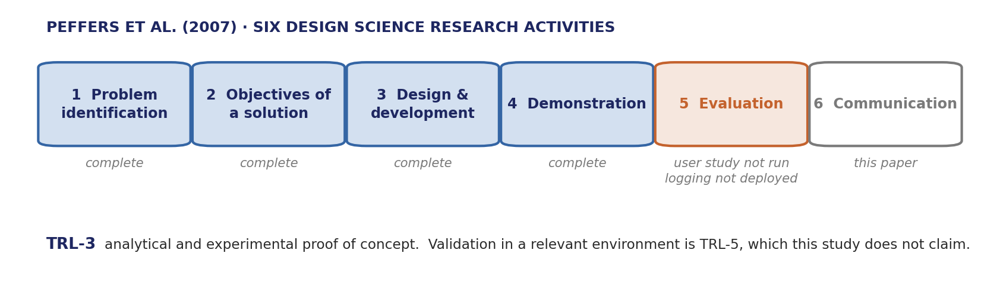 PEFFERS ET AL. (2007) · SIX DESIGN SCIENCE RESEARCH ACTIVITIES
1  Problem
identification
2  Objectives of
a solution
3  Design &
development
4  Demonstration
5  Evaluation
6  Communication
complete
complete
complete
complete
user study not run
logging not deployed
this paper
TRL-3  analytical and experimental proof of concept.  Validation in a relevant environment is TRL-5, which this study does not claim.